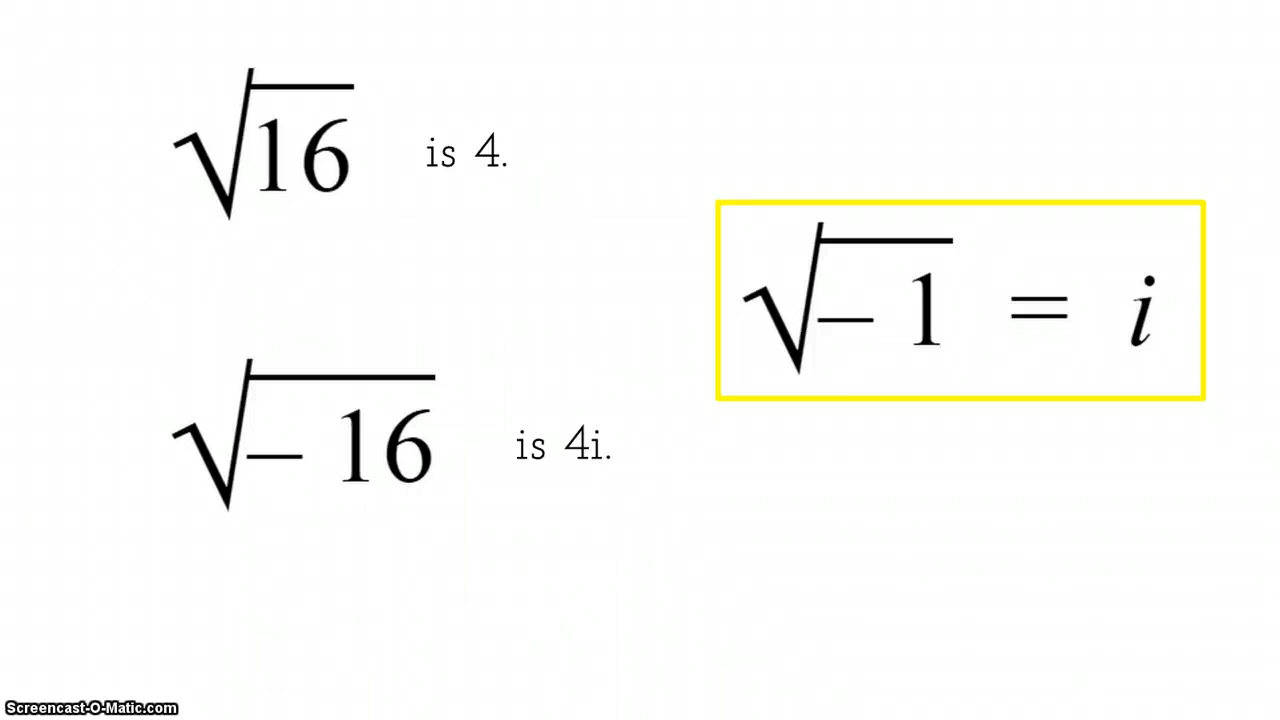 √16 is 4.
√– 1 = i
√– 16 is 4i.
Screencast-O-Matic.com